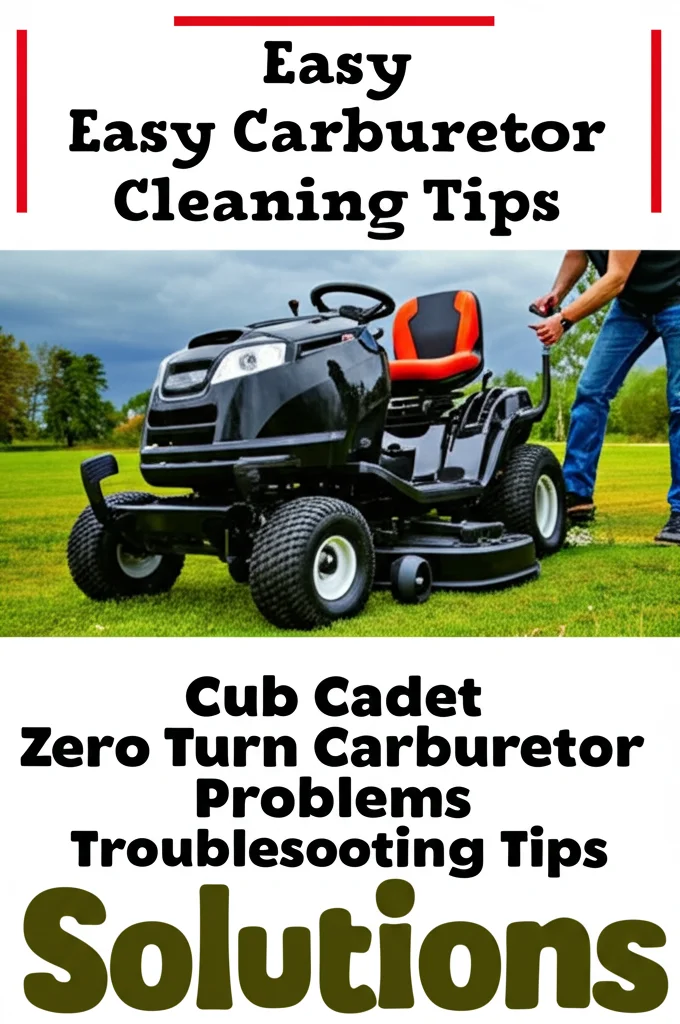 Easy
Easy Carburetor
Cleaning Tips
Cub Cadet
Zero Turn Carburetor
Problems
Troublesooting Tips
Solutions